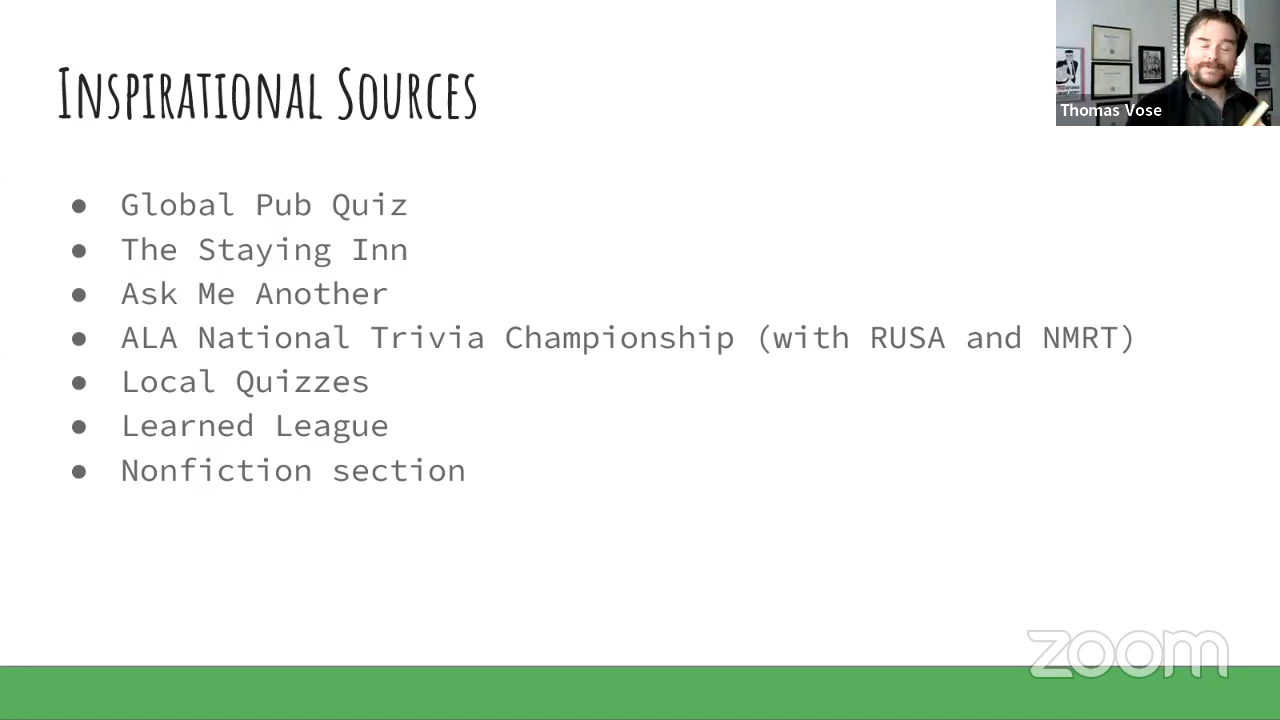 Inspirational Sources
Thomas Vose
● Global Pub Quiz
● The Staying Inn
● Ask Me Another
● ALA National Trivia Championship (with RUSA and NMRT)
● Local Quizzes
● Learned League
● Nonfiction section
zoom